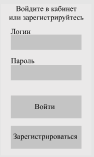 Войдите в кабинет
или зарегистрируйтесь
Логин
Пароль
Войти
Зарегистрироваться